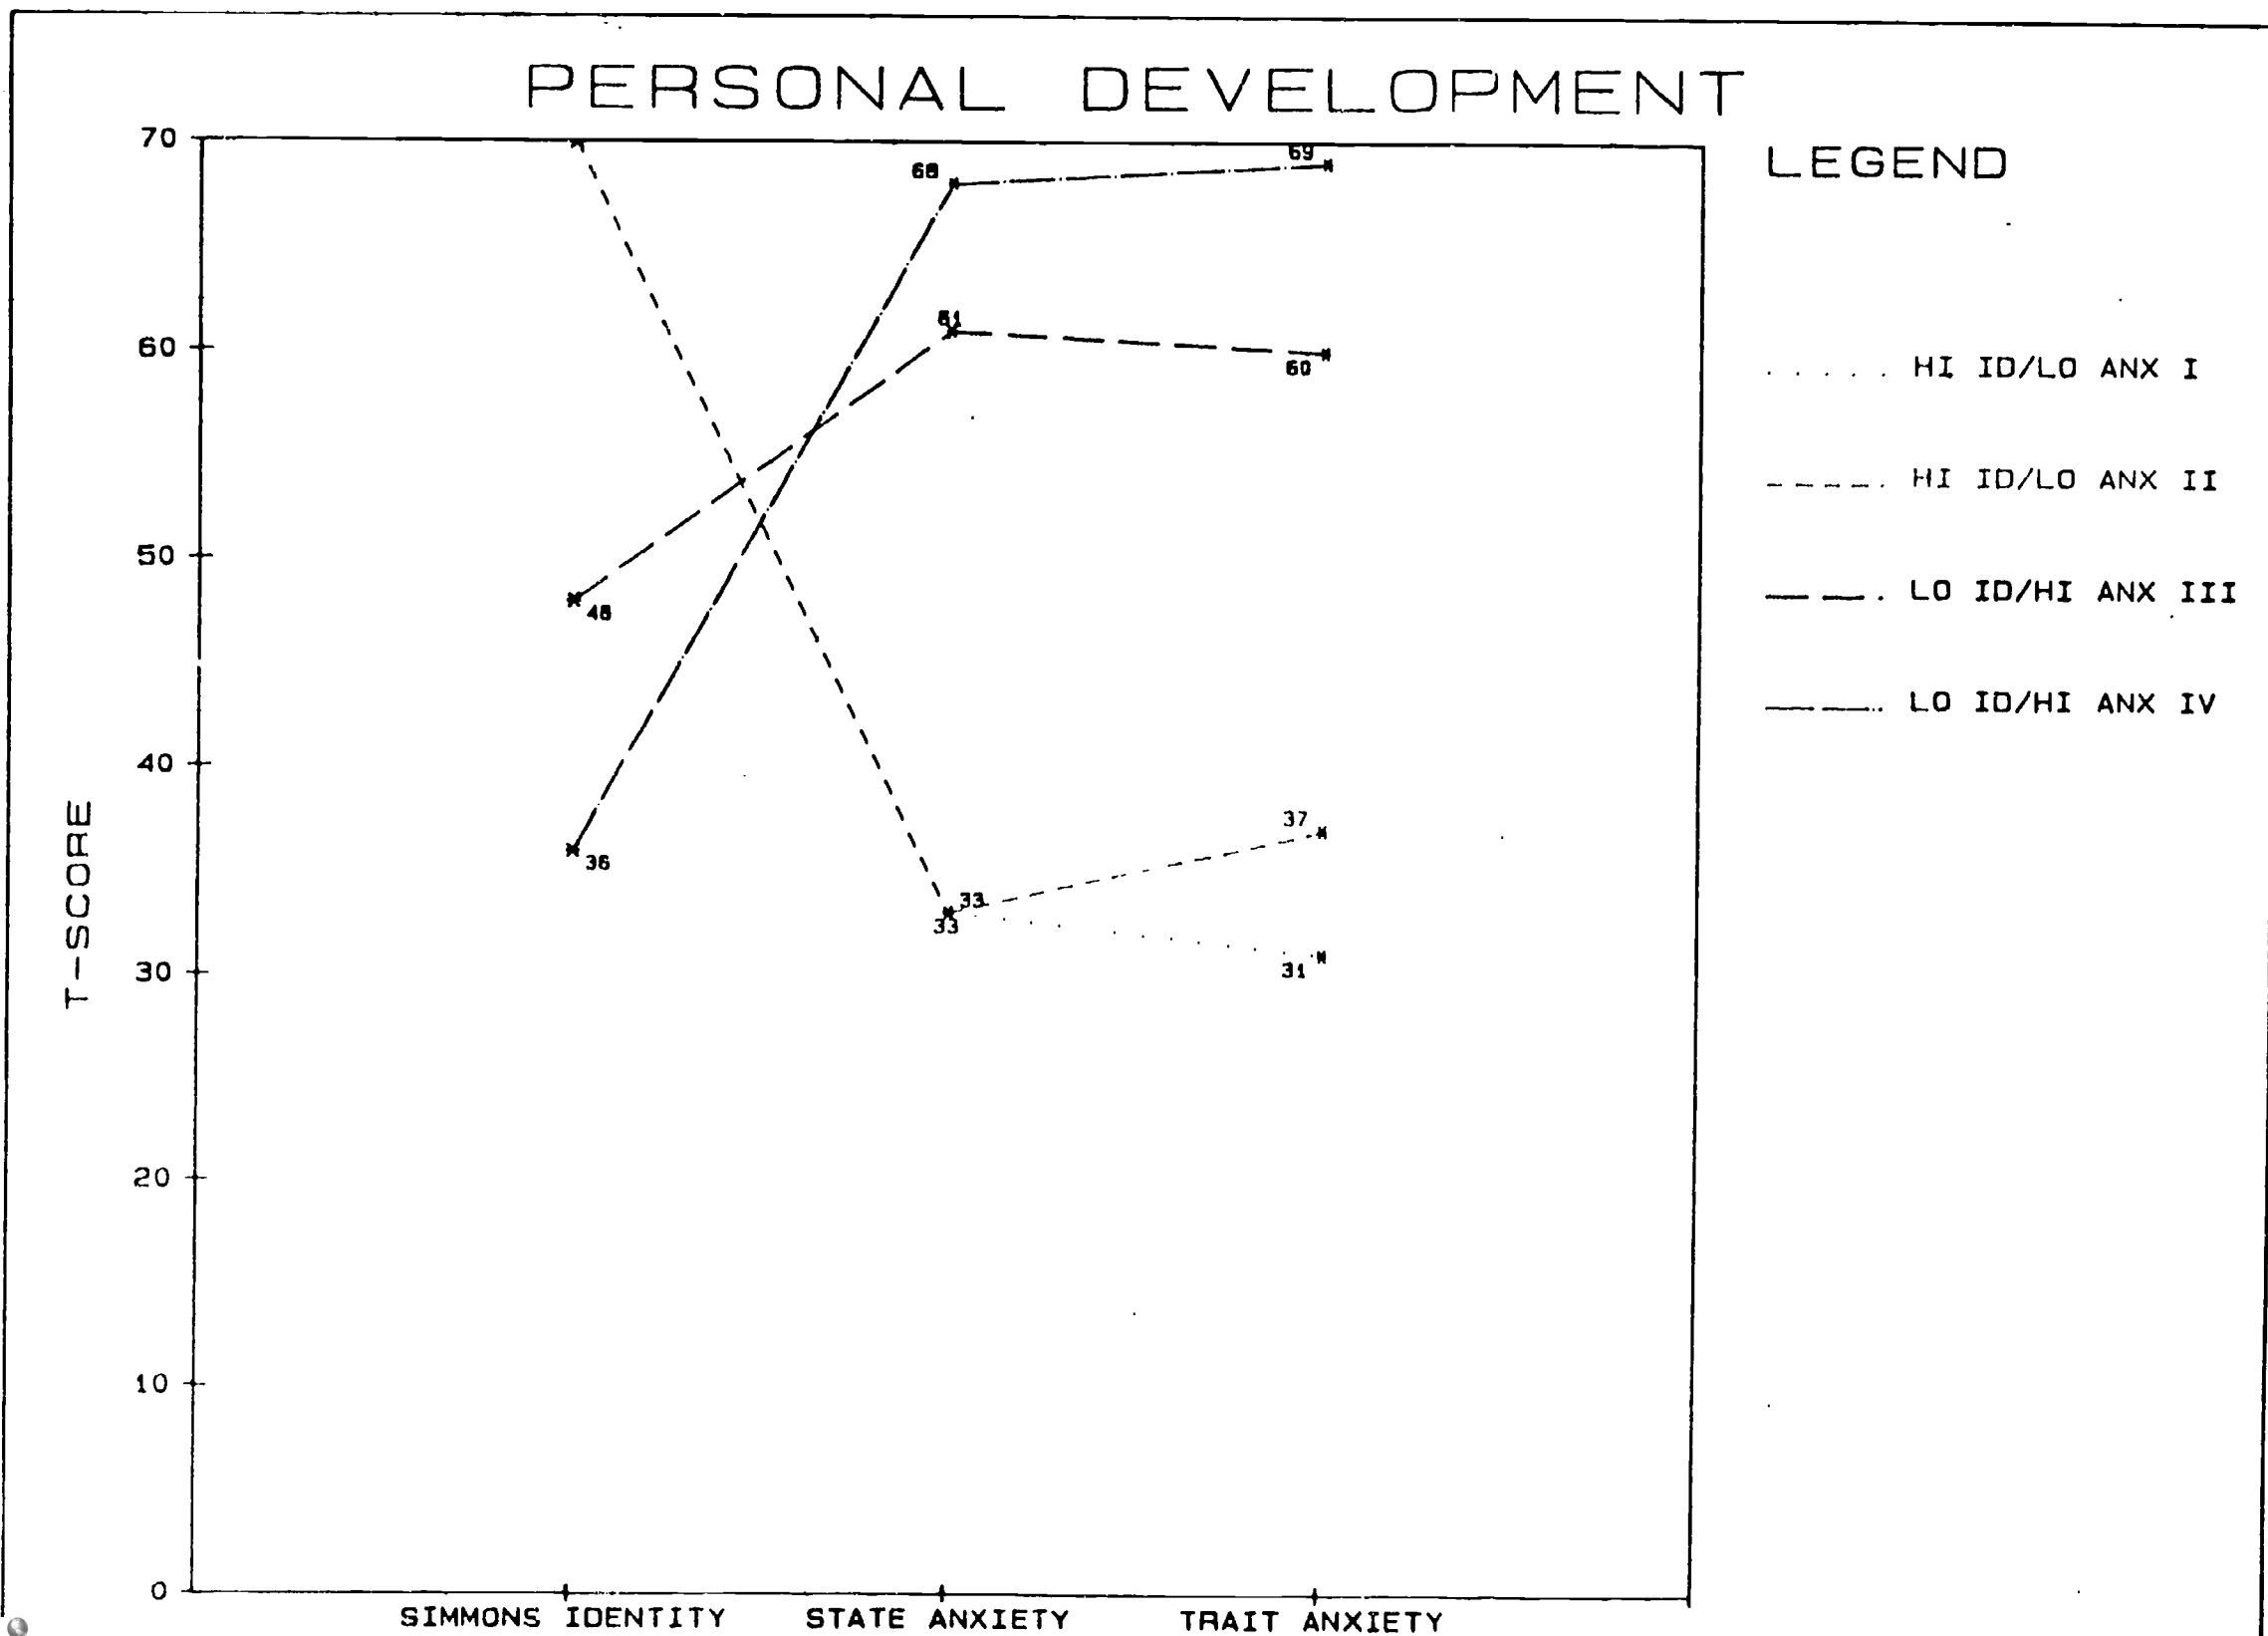 PERSONAL DEVELOPMENT
LEGEND
HI ID/LO ANX I
HI ID/LO ANX II
LO ID/HI ANX III
LO ID/HI ANX IV
T-SCORE
70
60
50
40
30
20
10
0
68
69
61
60
48
36
33
33
37
31
SIMMONS IDENTITY STATE ANXIETY TRAIT ANXIETY